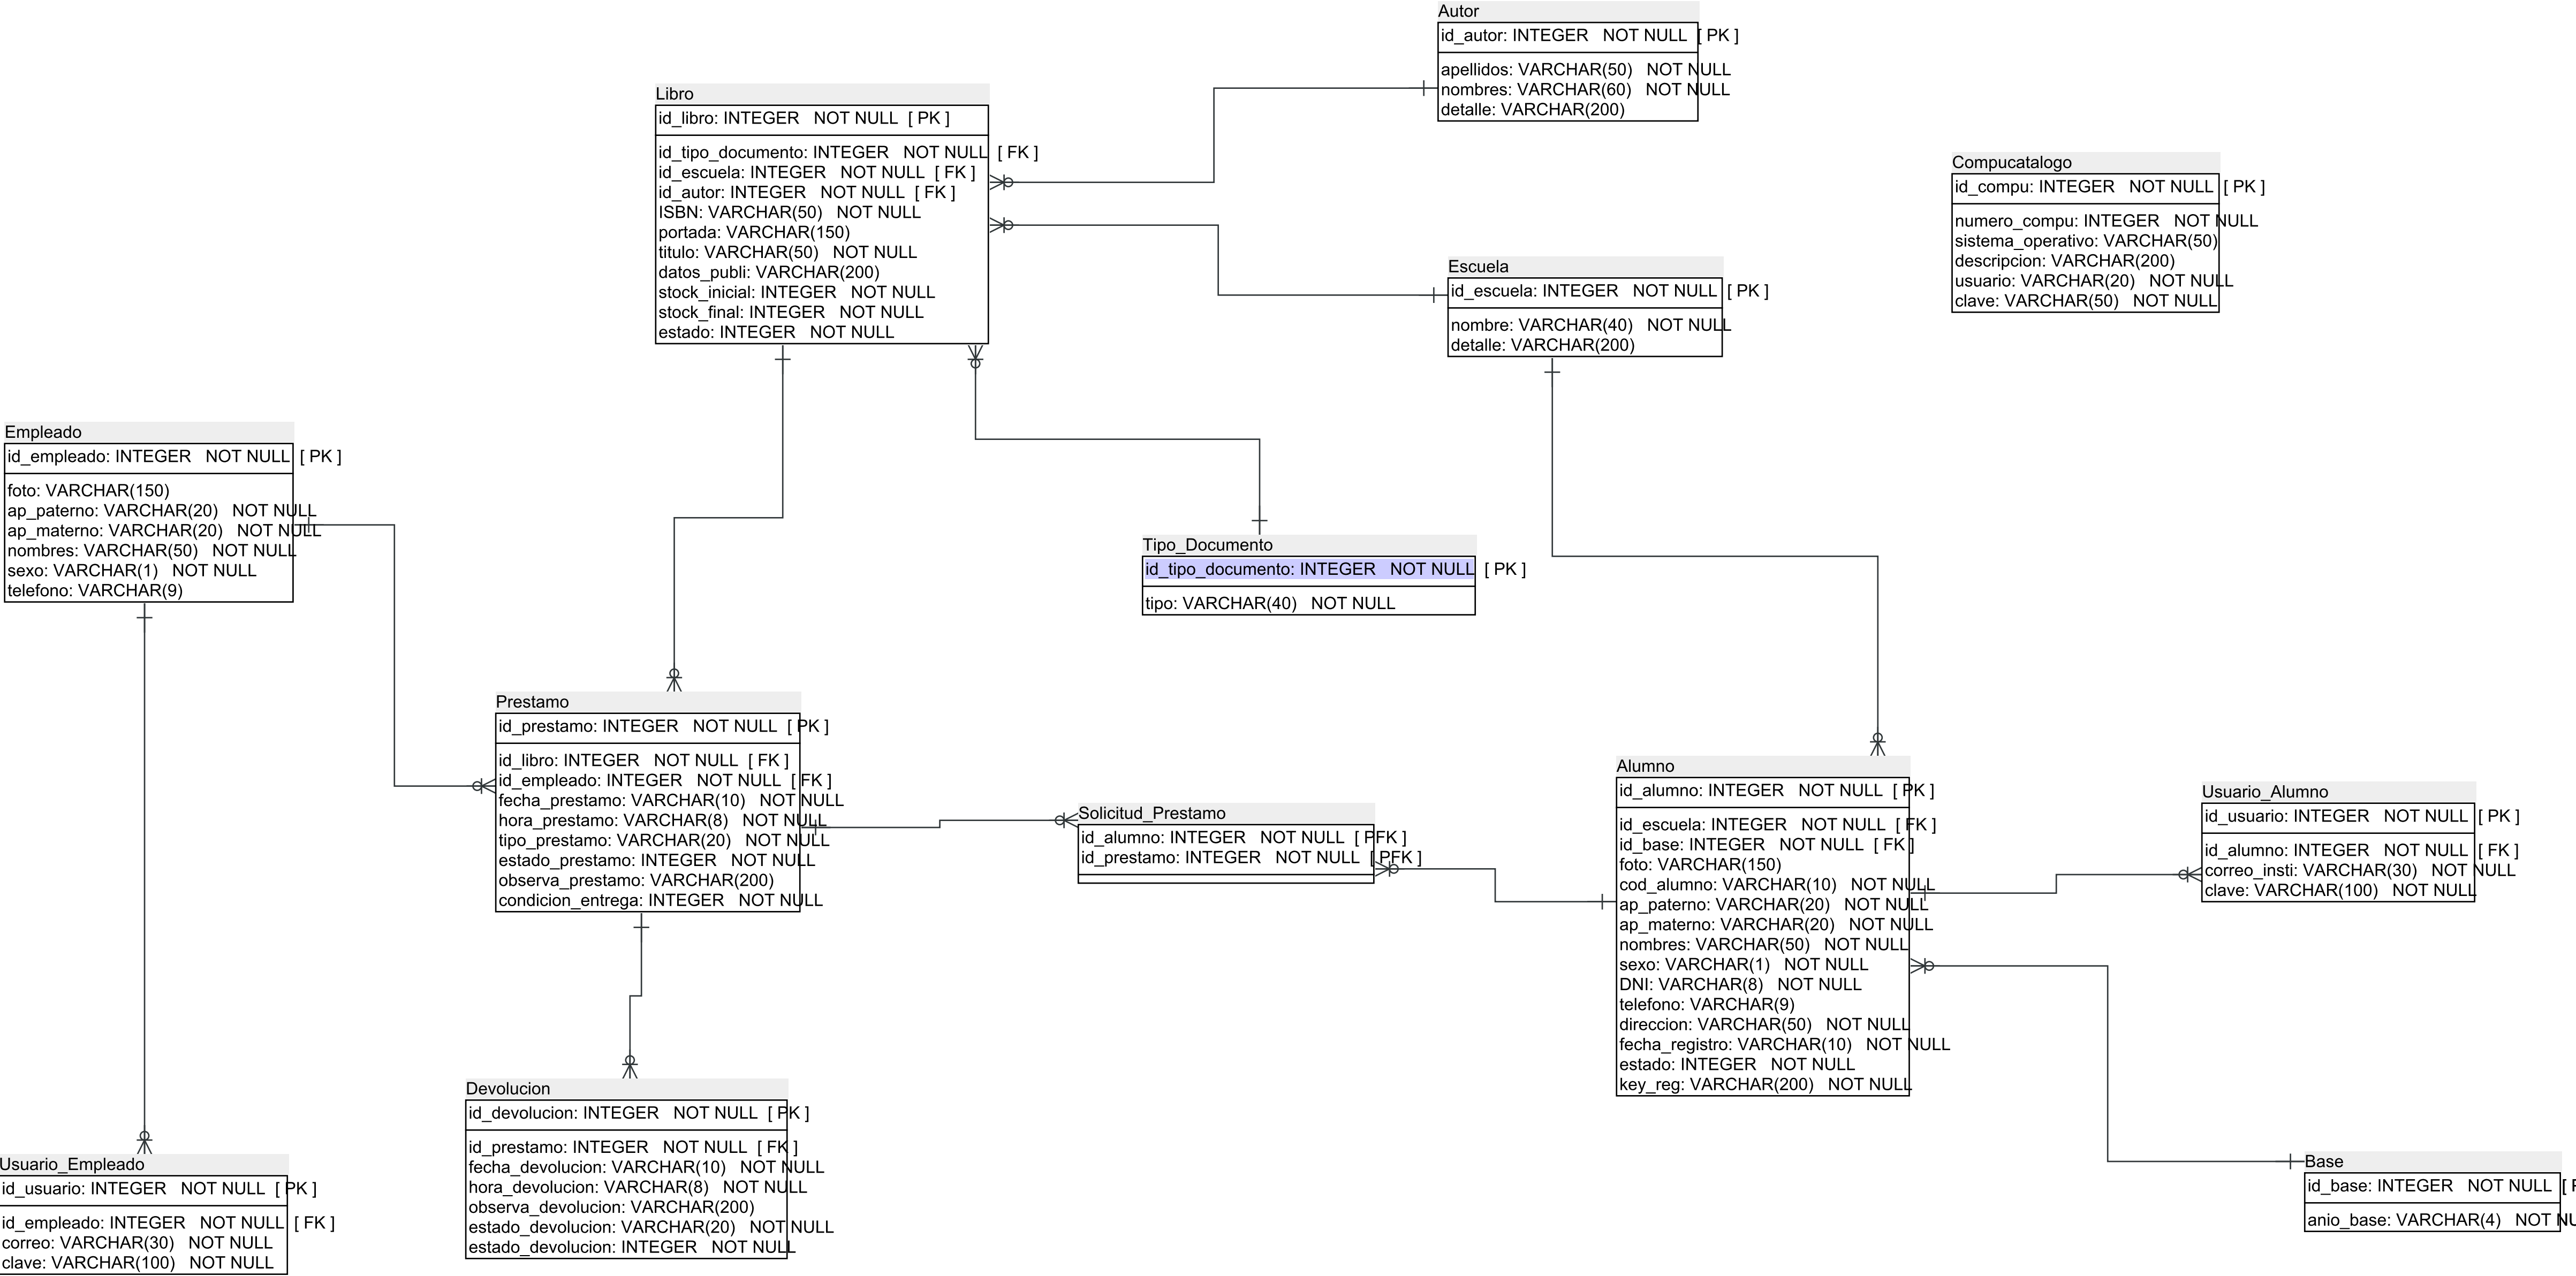 Autor
id_autor: INTEGER NOT NULL [ PK ]
apellidos: VARCHAR(50) NOT NULL
nombres: VARCHAR(60) NOT NULL
detalle: VARCHAR(200)
Libro
id_libro: INTEGER NOT NULL [ PK ]
id_tipo_documento: INTEGER NOT NULL [ FK ]
id_escuela: INTEGER NOT NULL [ FK ]
id_autor: INTEGER NOT NULL [ FK ]
ISBN: VARCHAR(50) NOT NULL
portada: VARCHAR(150)
titulo: VARCHAR(50) NOT NULL
datos_publi: VARCHAR(200)
stock_inicial: INTEGER NOT NULL
stock_final: INTEGER NOT NULL
estado: INTEGER NOT NULL
Compucatalogo
id_compu: INTEGER NOT NULL [ PK ]
numero_compu: INTEGER NOT NULL
sistema_operativo: VARCHAR(50)
descripcion: VARCHAR(200)
usuario: VARCHAR(20) NOT NULL
clave: VARCHAR(50) NOT NULL
Escuela
id_escuela: INTEGER NOT NULL [ PK ]
nombre: VARCHAR(40) NOT NULL
detalle: VARCHAR(200)
Empleado
id_empleado: INTEGER NOT NULL [ PK ]
foto: VARCHAR(150)
ap_paterno: VARCHAR(20) NOT NULL
ap_materno: VARCHAR(20) NOT NULL
nombres: VARCHAR(50) NOT NULL
sexo: VARCHAR(1) NOT NULL
telefono: VARCHAR(9)
Tipo_Documento
id_tipo_documento: INTEGER NOT NULL [ PK ]
tipo: VARCHAR(40) NOT NULL
Prestamo
id_prestamo: INTEGER NOT NULL [ PK ]
id_libro: INTEGER NOT NULL [ FK ]
id_empleado: INTEGER NOT NULL [ FK ]
fecha_prestamo: VARCHAR(10) NOT NULL
hora_prestamo: VARCHAR(8) NOT NULL
tipo_prestamo: VARCHAR(20) NOT NULL
estado_prestamo: INTEGER NOT NULL
observa_prestamo: VARCHAR(200)
condicion_entrega: INTEGER NOT NULL
Solicitud_Prestamo
id_alumno: INTEGER NOT NULL [ PFK ]
id_prestamo: INTEGER NOT NULL [ PFK ]
Alumno
id_alumno: INTEGER NOT NULL [ PK ]
id_escuela: INTEGER NOT NULL [ FK ]
id_base: INTEGER NOT NULL [ FK ]
foto: VARCHAR(150)
cod_alumno: VARCHAR(10) NOT NULL
ap_paterno: VARCHAR(20) NOT NULL
ap_materno: VARCHAR(20) NOT NULL
nombres: VARCHAR(50) NOT NULL
sexo: VARCHAR(1) NOT NULL
DNI: VARCHAR(8) NOT NULL
telefono: VARCHAR(9)
direccion: VARCHAR(50) NOT NULL
fecha_registro: VARCHAR(10) NOT NULL
estado: INTEGER NOT NULL
key_reg: VARCHAR(200) NOT NULL
Usuario_Alumno
id_usuario: INTEGER NOT NULL [ PK ]
id_alumno: INTEGER NOT NULL [ FK ]
correo_insti: VARCHAR(30) NOT NULL
clave: VARCHAR(100) NOT NULL
Devolucion
id_devolucion: INTEGER NOT NULL [ PK ]
id_prestamo: INTEGER NOT NULL [ FK ]
fecha_devolucion: VARCHAR(10) NOT NULL
hora_devolucion: VARCHAR(8) NOT NULL
observa_devolucion: VARCHAR(200)
estado_devolucion: VARCHAR(20) NOT NULL
estado_devolucion: INTEGER NOT NULL
Usuario_Empleado
id_usuario: INTEGER NOT NULL [ PK ]
id_empleado: INTEGER NOT NULL [ FK ]
correo: VARCHAR(30) NOT NULL
clave: VARCHAR(100) NOT NULL
Base
id_base: INTEGER NOT NULL [
anio_base: VARCHAR(4) NOT